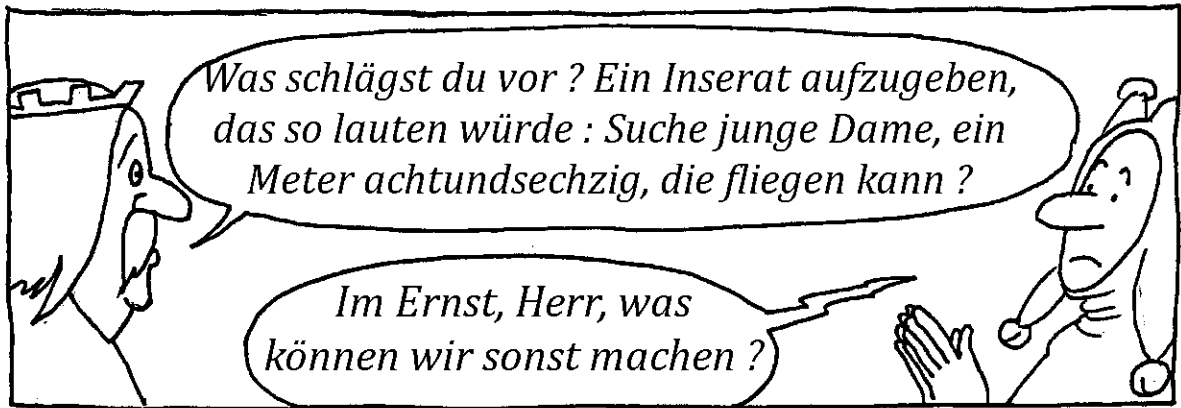 Was schlägst du vor ? Ein Inserat aufzugeben,
das so lauten würde : Suche junge Dame, ein
Meter achtundsechzig, die fliegen kann ?
Im Ernst, Herr, was
können wir sonst machen ?